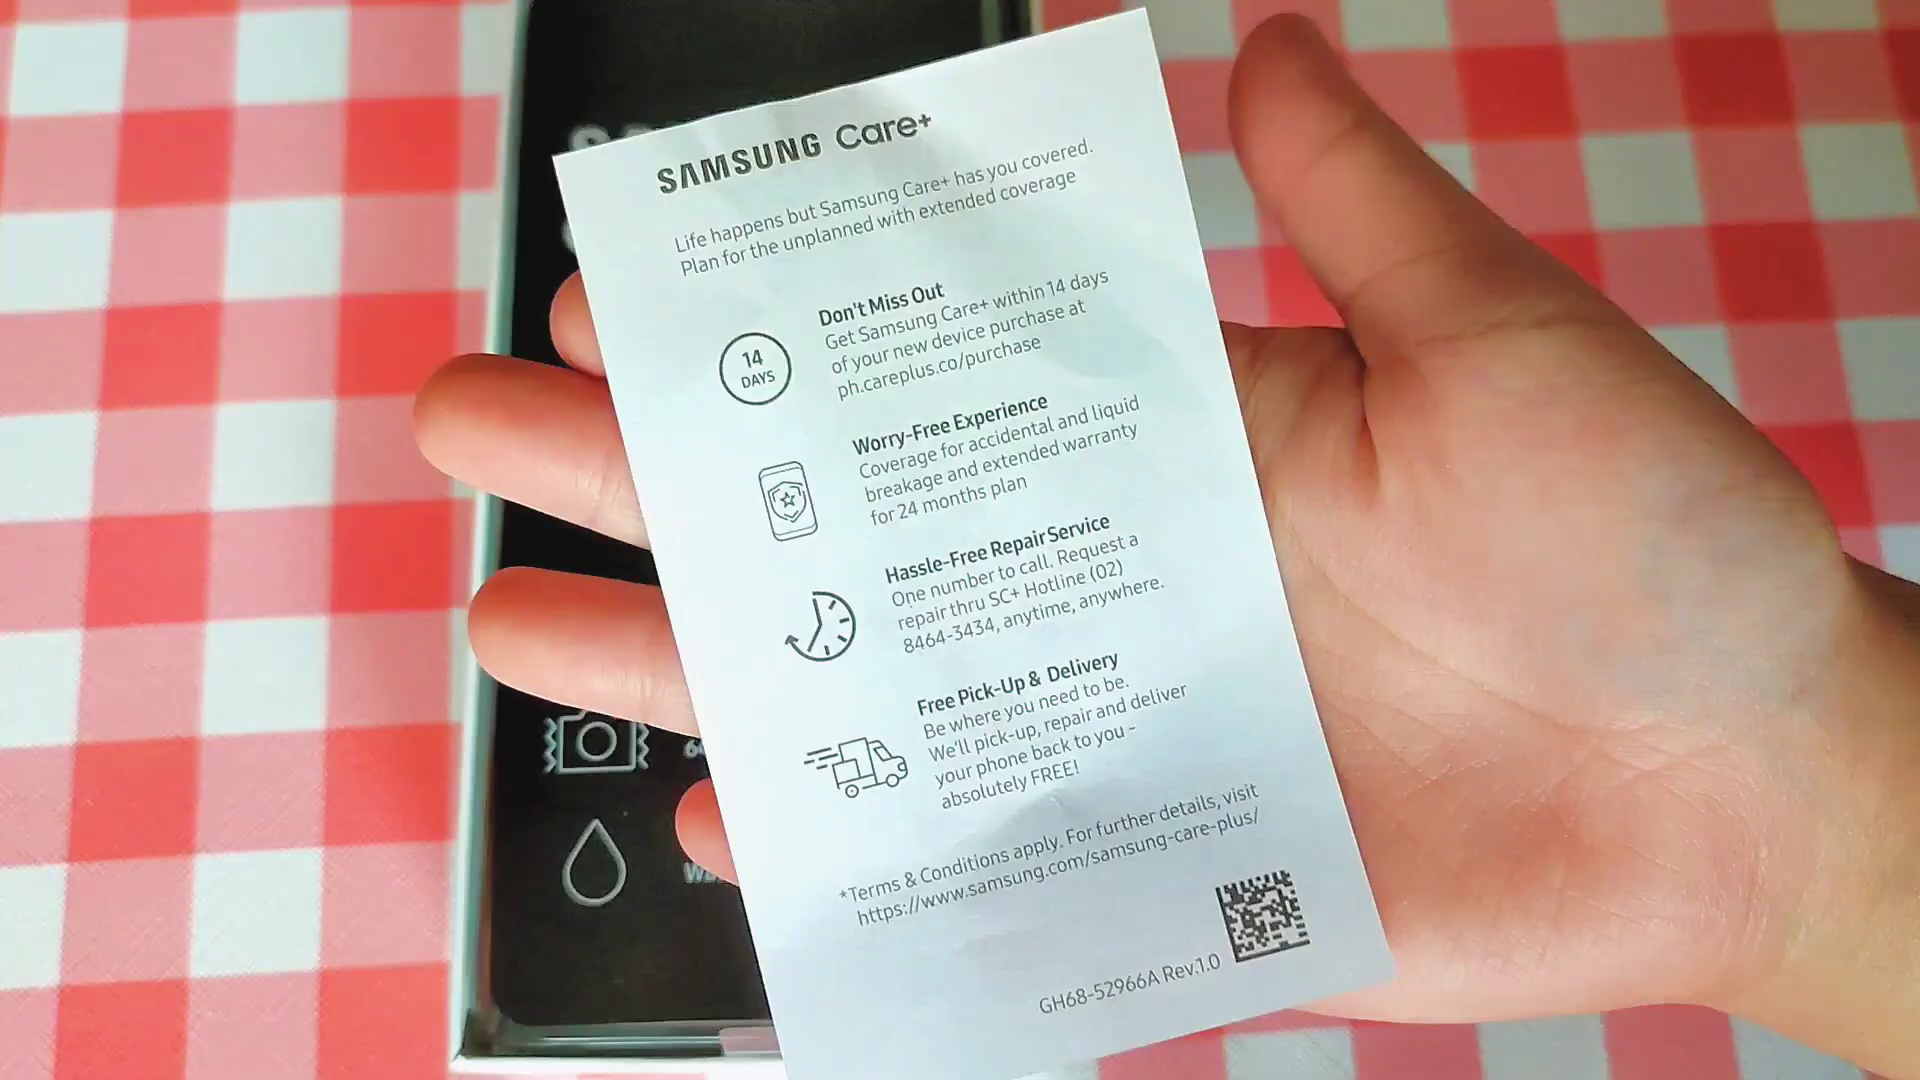 SAMSUNG Care+
Life happens but Samsung Care+ has you covered.
Plan for the unplanned with extended coverage
14
DAYS
Don't Miss Out
Get Samsung Care+ within 14 days
of your new device purchase at
ph.careplus.co/purchase
Worry-Free Experience
Coverage for accidental and liquid
breakage and extended warranty
for 24 months plan
Hassle-Free Repair Service
One number to call. Request a
repair thru SC+ Hotline (02)
8464-3434, anytime, anywhere.
Free Pick-Up & Delivery
Be where you need to be.
We'll pick-up, repair and deliver
your phone back to you -
absolutely FREE!
*Terms & Conditions apply. For further details, visit
https://www.samsung.com/samsung-care-plus/
GH68-52966A Rev.1.0